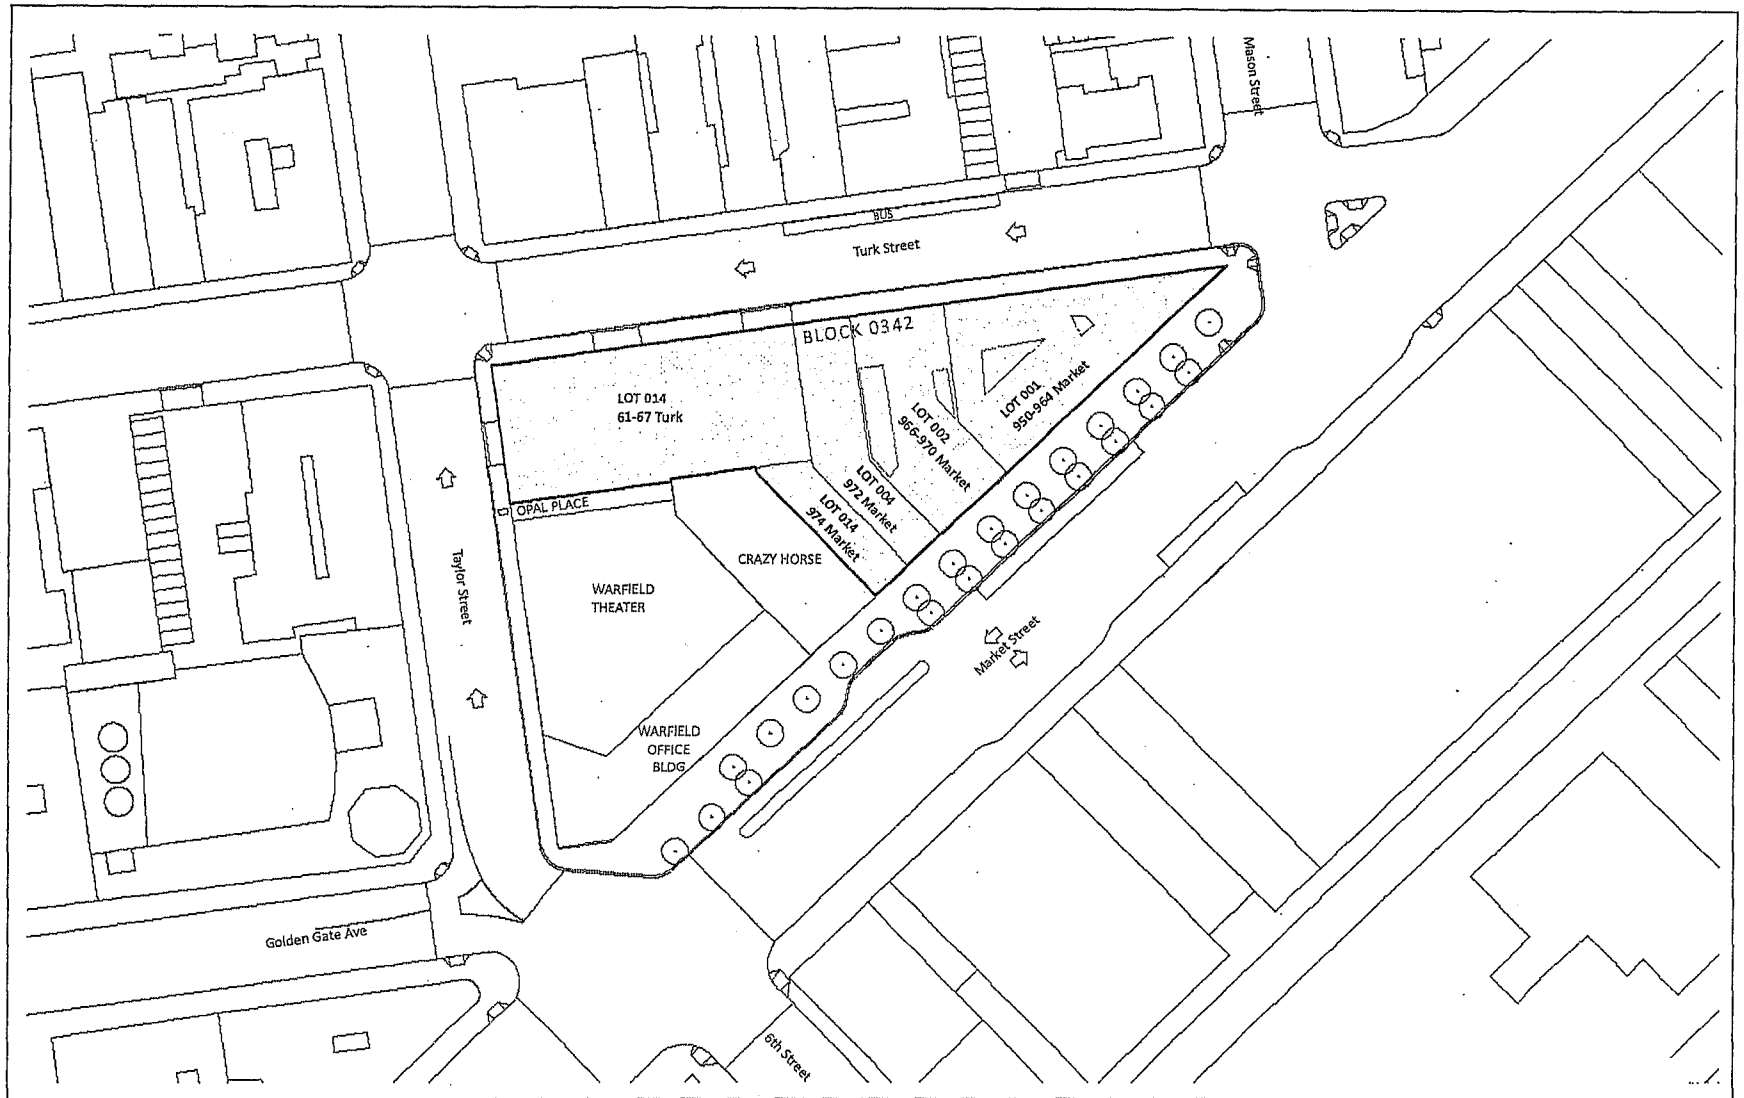 Mason Street
BUS
Turk Street
BLOCK 0342
LOT 014
61-67 Turk
LOT 001
950-964 Market
LOT 002
966-970 Market
LOT 004
972 Market
LOT 014
974 Market
OPAL PLACE
CRAZY HORSE
WARFIELD
THEATER
Taylor Street
Market Street
WARFIELD
OFFICE
BLDG
Golden Gate Ave
6th Street